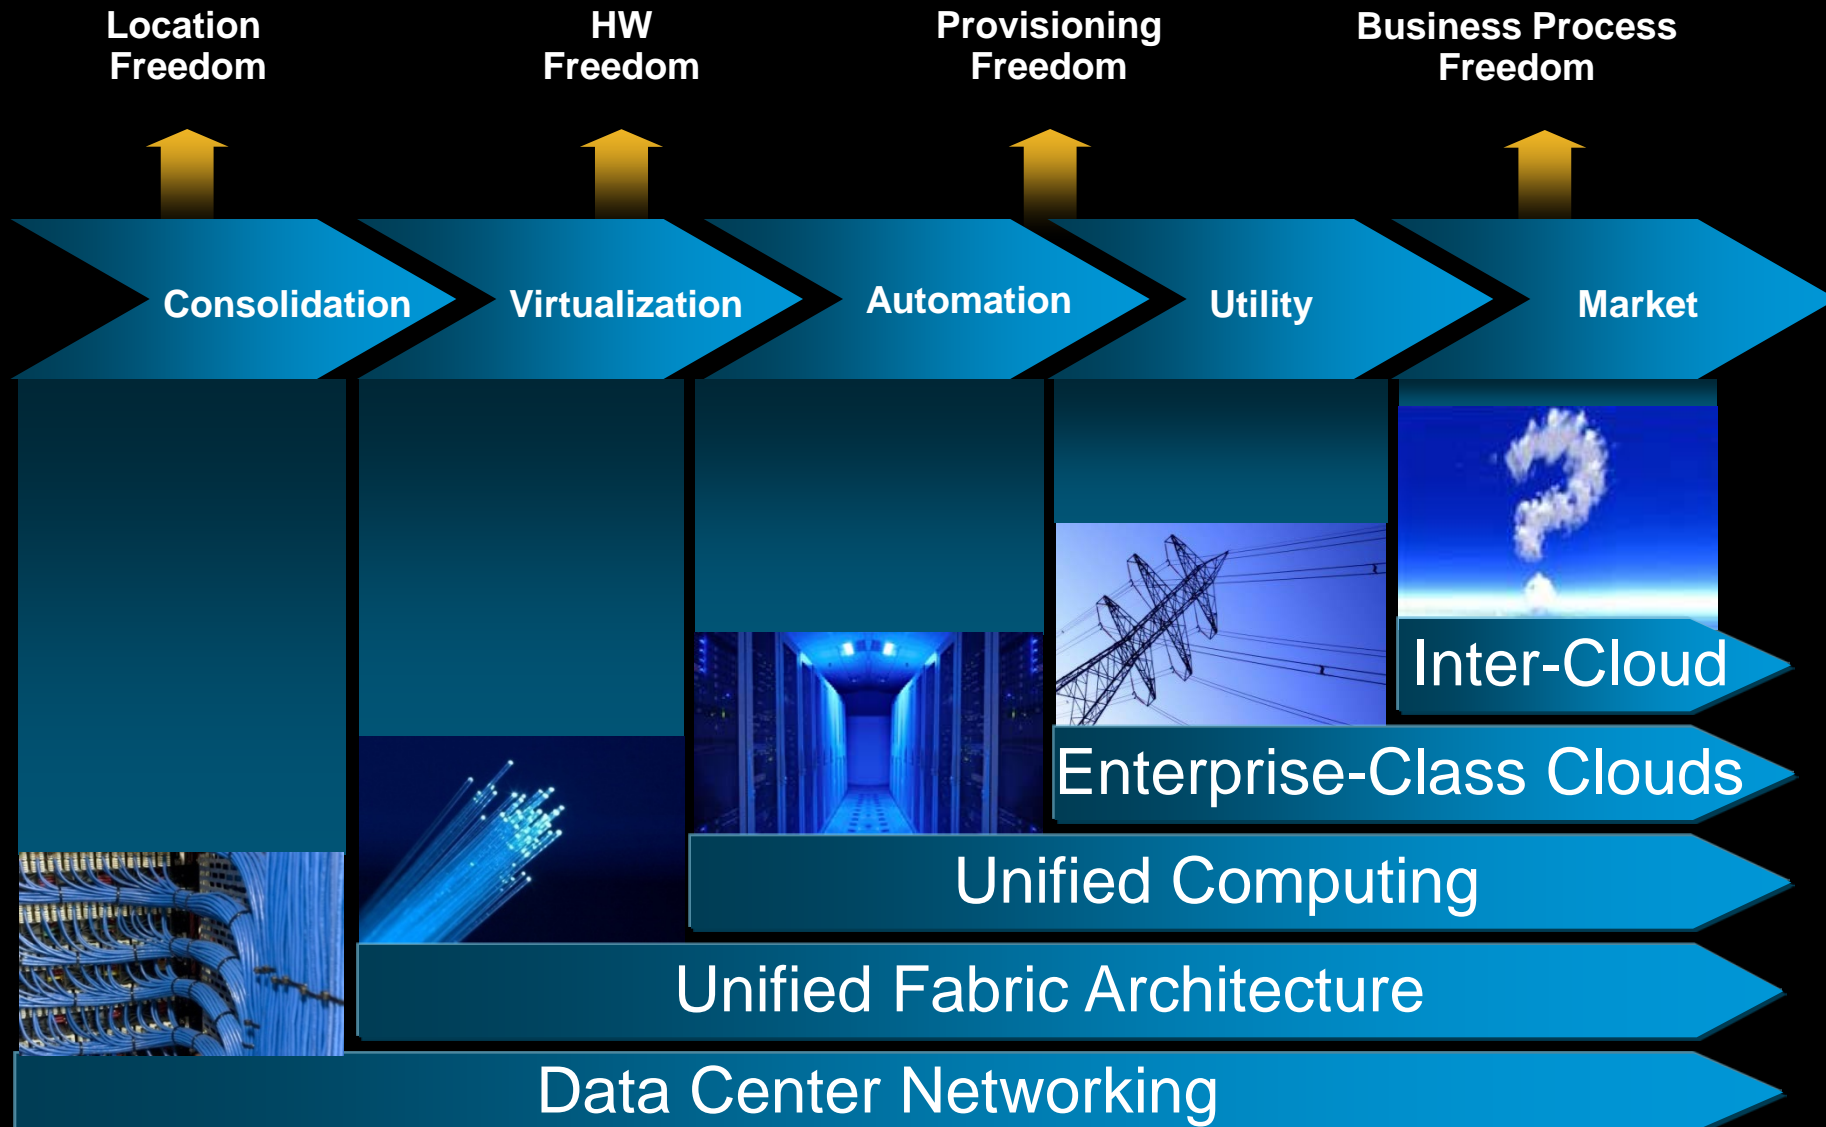 Location
Freedom
HW
Freedom
Provisioning
Freedom
Business Process
Freedom
Consolidation
Virtualization
Automation
Utility
Market
Inter-Cloud
Enterprise-Class Clouds
Unified Computing
Unified Fabric Architecture
Data Center Networking